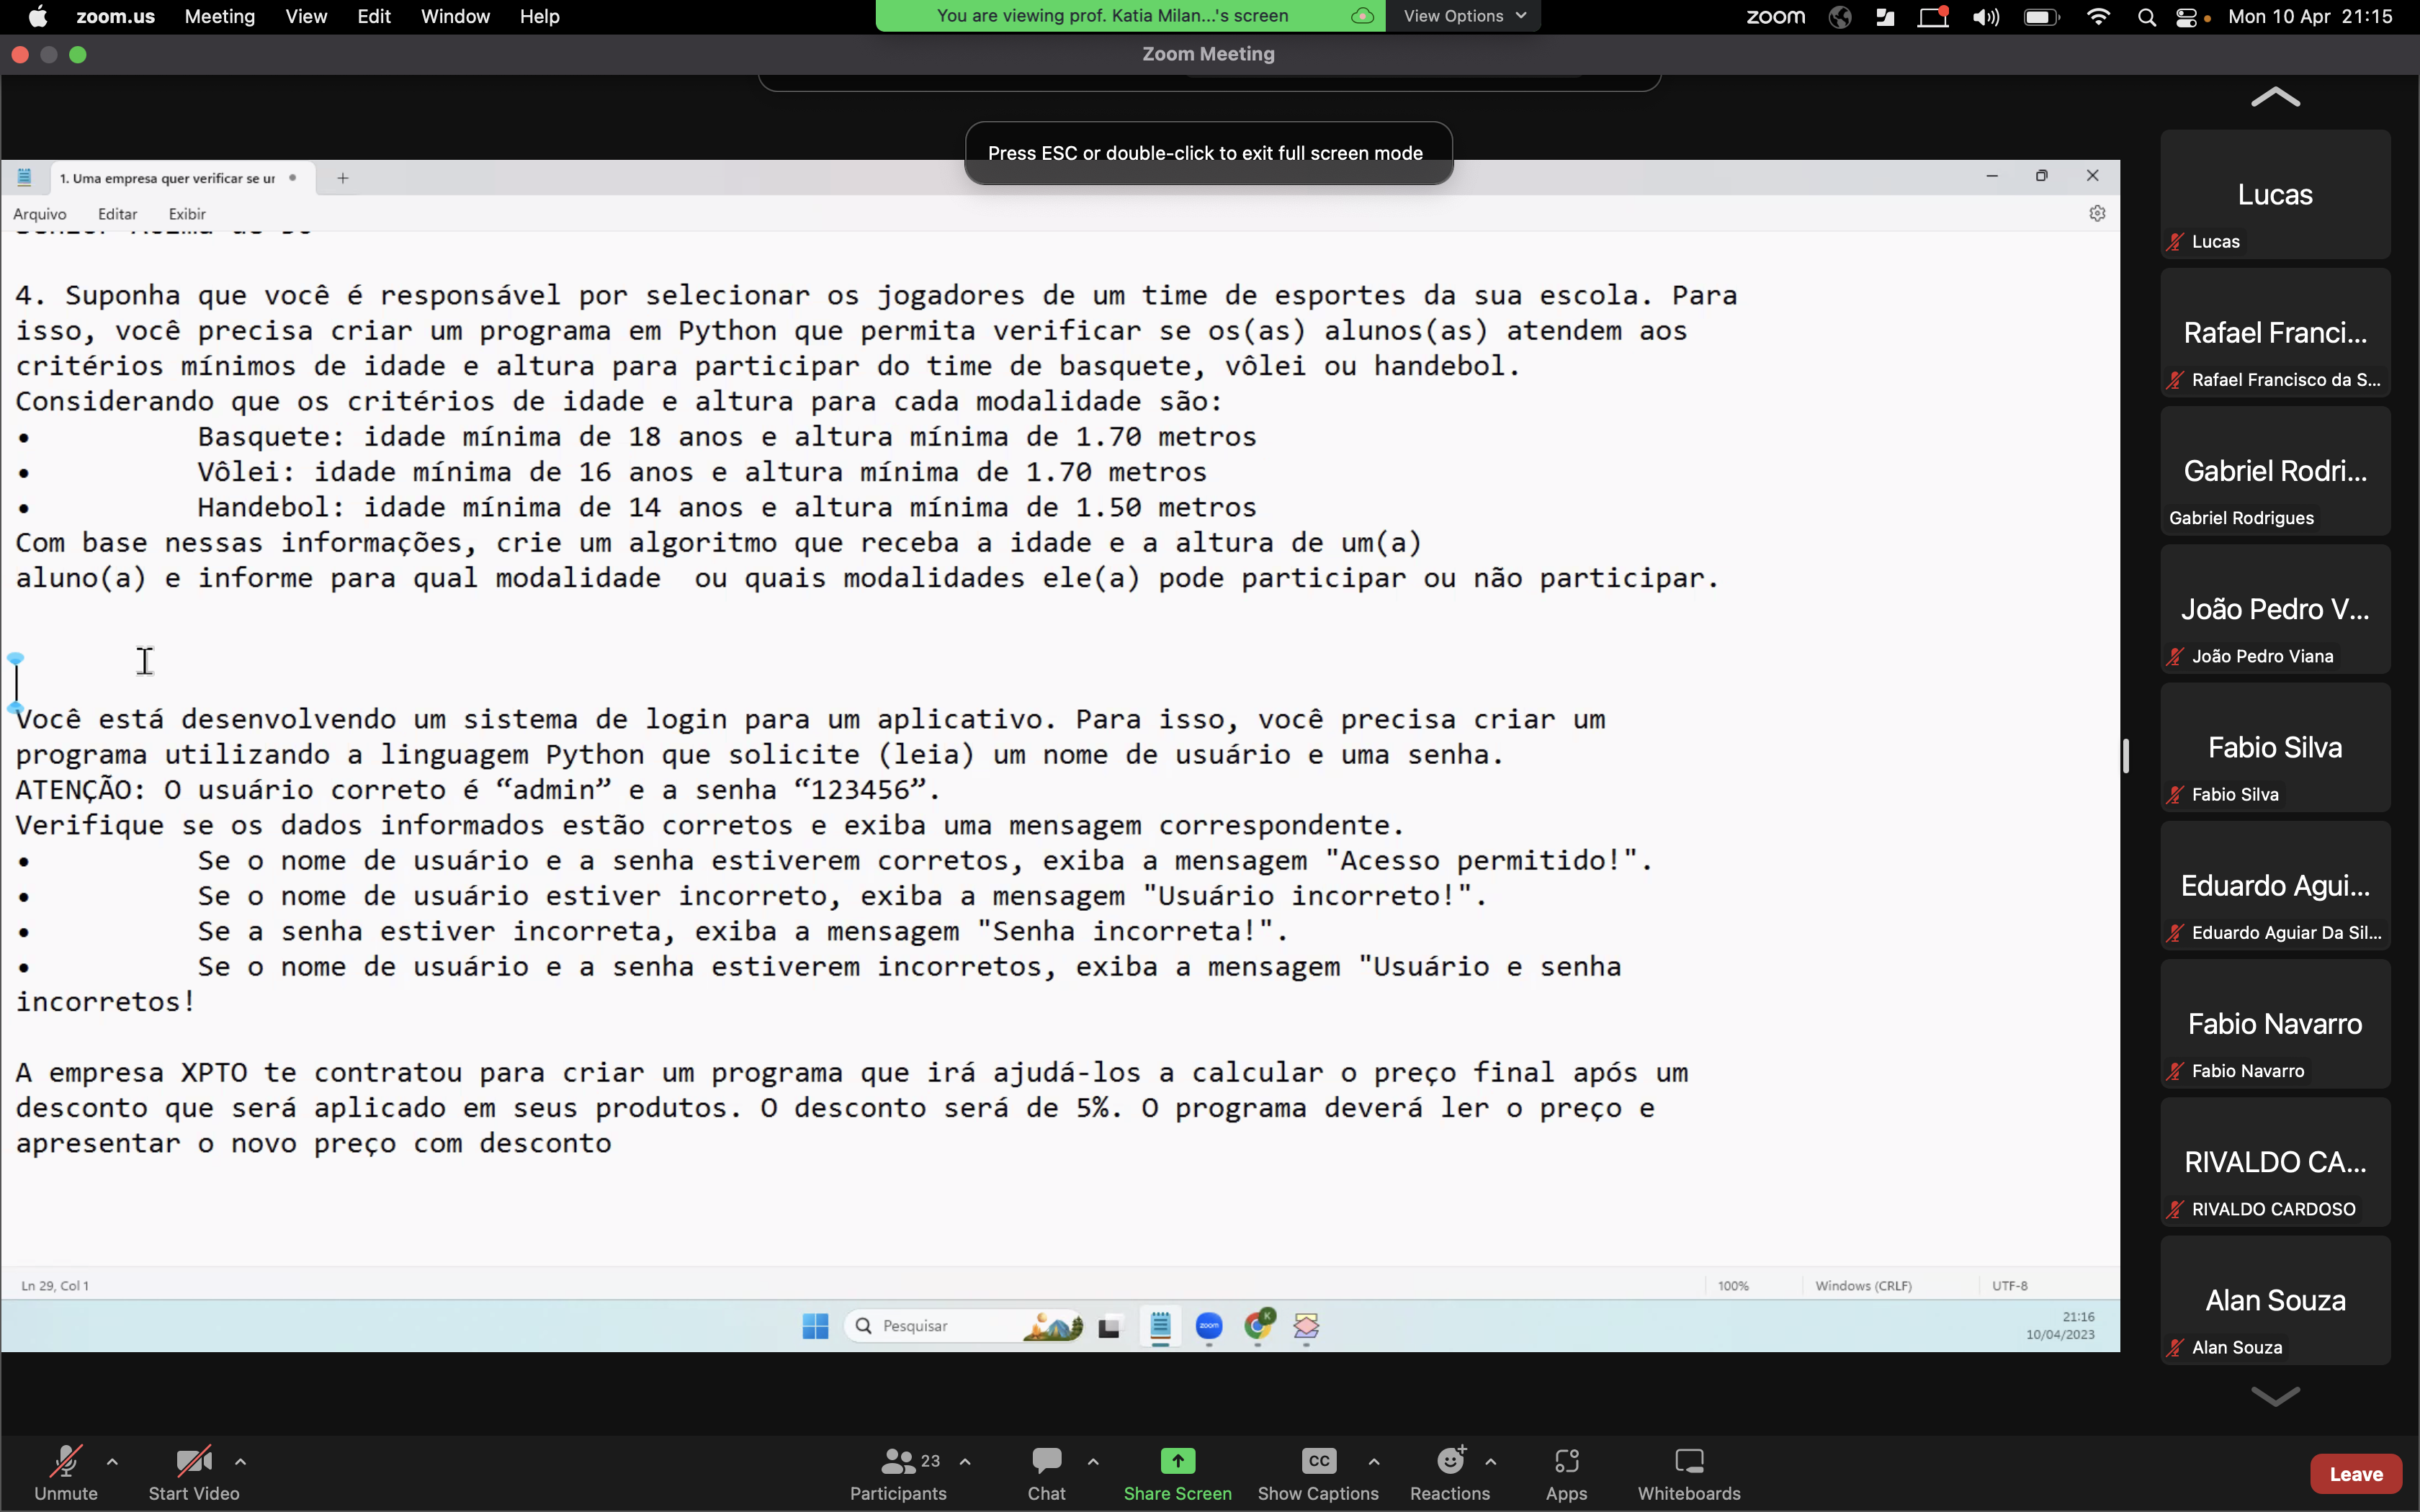 zoom.us Meeting View Edit Window Help
You are viewing prof. Katia Milan...'s screen
View Options
zoom
Mon 10 Apr 21:15
Zoom Meeting
Press ESC or double-click to exit full screen mode
1. Uma empresa quer verificar se ur
Arquivo Editar Exibir
4. Suponha que você é responsável por selecionar os jogadores de um time de esportes da sua escola. Para
isso, você precisa criar um programa em Python que permita verificar se os(as) alunos(as) atendem aos
critérios mínimos de idade e altura para participar do time de basquete, vôlei ou handebol.
Considerando que os critérios de idade e altura para cada modalidade são:
• Basquete: idade mínima de 18 anos e altura mínima de 1.70 metros
• Vôlei: idade mínima de 16 anos e altura mínima de 1.70 metros
• Handebol: idade mínima de 14 anos e altura mínima de 1.50 metros
Com base nessas informações, crie um algoritmo que receba a idade e a altura de um(a)
aluno(a) e informe para qual modalidade  ou quais modalidades ele(a) pode participar ou não participar.
Você está desenvolvendo um sistema de login para um aplicativo. Para isso, você precisa criar um
programa utilizando a linguagem Python que solicite (leia) um nome de usuário e uma senha.
ATENÇÃO: O usuário correto é “admin” e a senha “123456”.
Verifique se os dados informados estão corretos e exiba uma mensagem correspondente.
• Se o nome de usuário e a senha estiverem corretos, exiba a mensagem "Acesso permitido!".
• Se o nome de usuário estiver incorreto, exiba a mensagem "Usuário incorreto!".
• Se a senha estiver incorreta, exiba a mensagem "Senha incorreta!".
• Se o nome de usuário e a senha estiverem incorretos, exiba a mensagem "Usuário e senha
incorretos!
A empresa XPTO te contratou para criar um programa que irá ajudá-los a calcular o preço final após um
desconto que será aplicado em seus produtos. O desconto será de 5%. O programa deverá ler o preço e
apresentar o novo preço com desconto
Ln 29, Col 1
100%
Windows (CRLF)
UTF-8
Pesquisar
zoom
K
21:16
10/04/2023
Lucas
Lucas
Rafael Franci...
Rafael Francisco da S...
Gabriel Rodri...
Gabriel Rodrigues
João Pedro V...
João Pedro Viana
Fabio Silva
Fabio Silva
Eduardo Agui...
Eduardo Aguiar Da Sil...
Fabio Navarro
Fabio Navarro
RIVALDO CA...
RIVALDO CARDOSO
Alan Souza
Alan Souza
Unmute
Start Video
23
Participants
Chat
Share Screen
CC
Show Captions
Reactions
Apps
Whiteboards
Leave